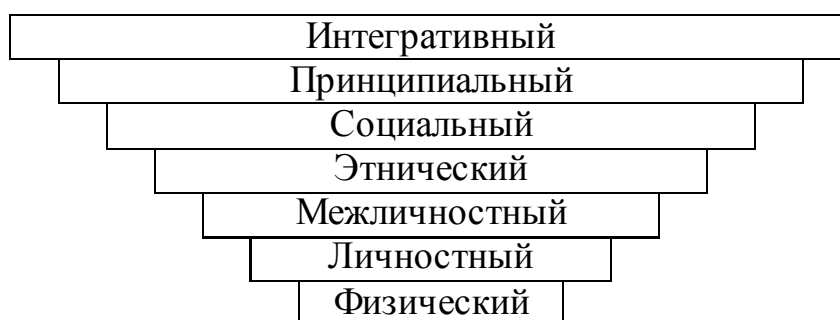 Интегративный
Принципиальный
Социальный
Этнический
Межличностный
Личностный
Физический